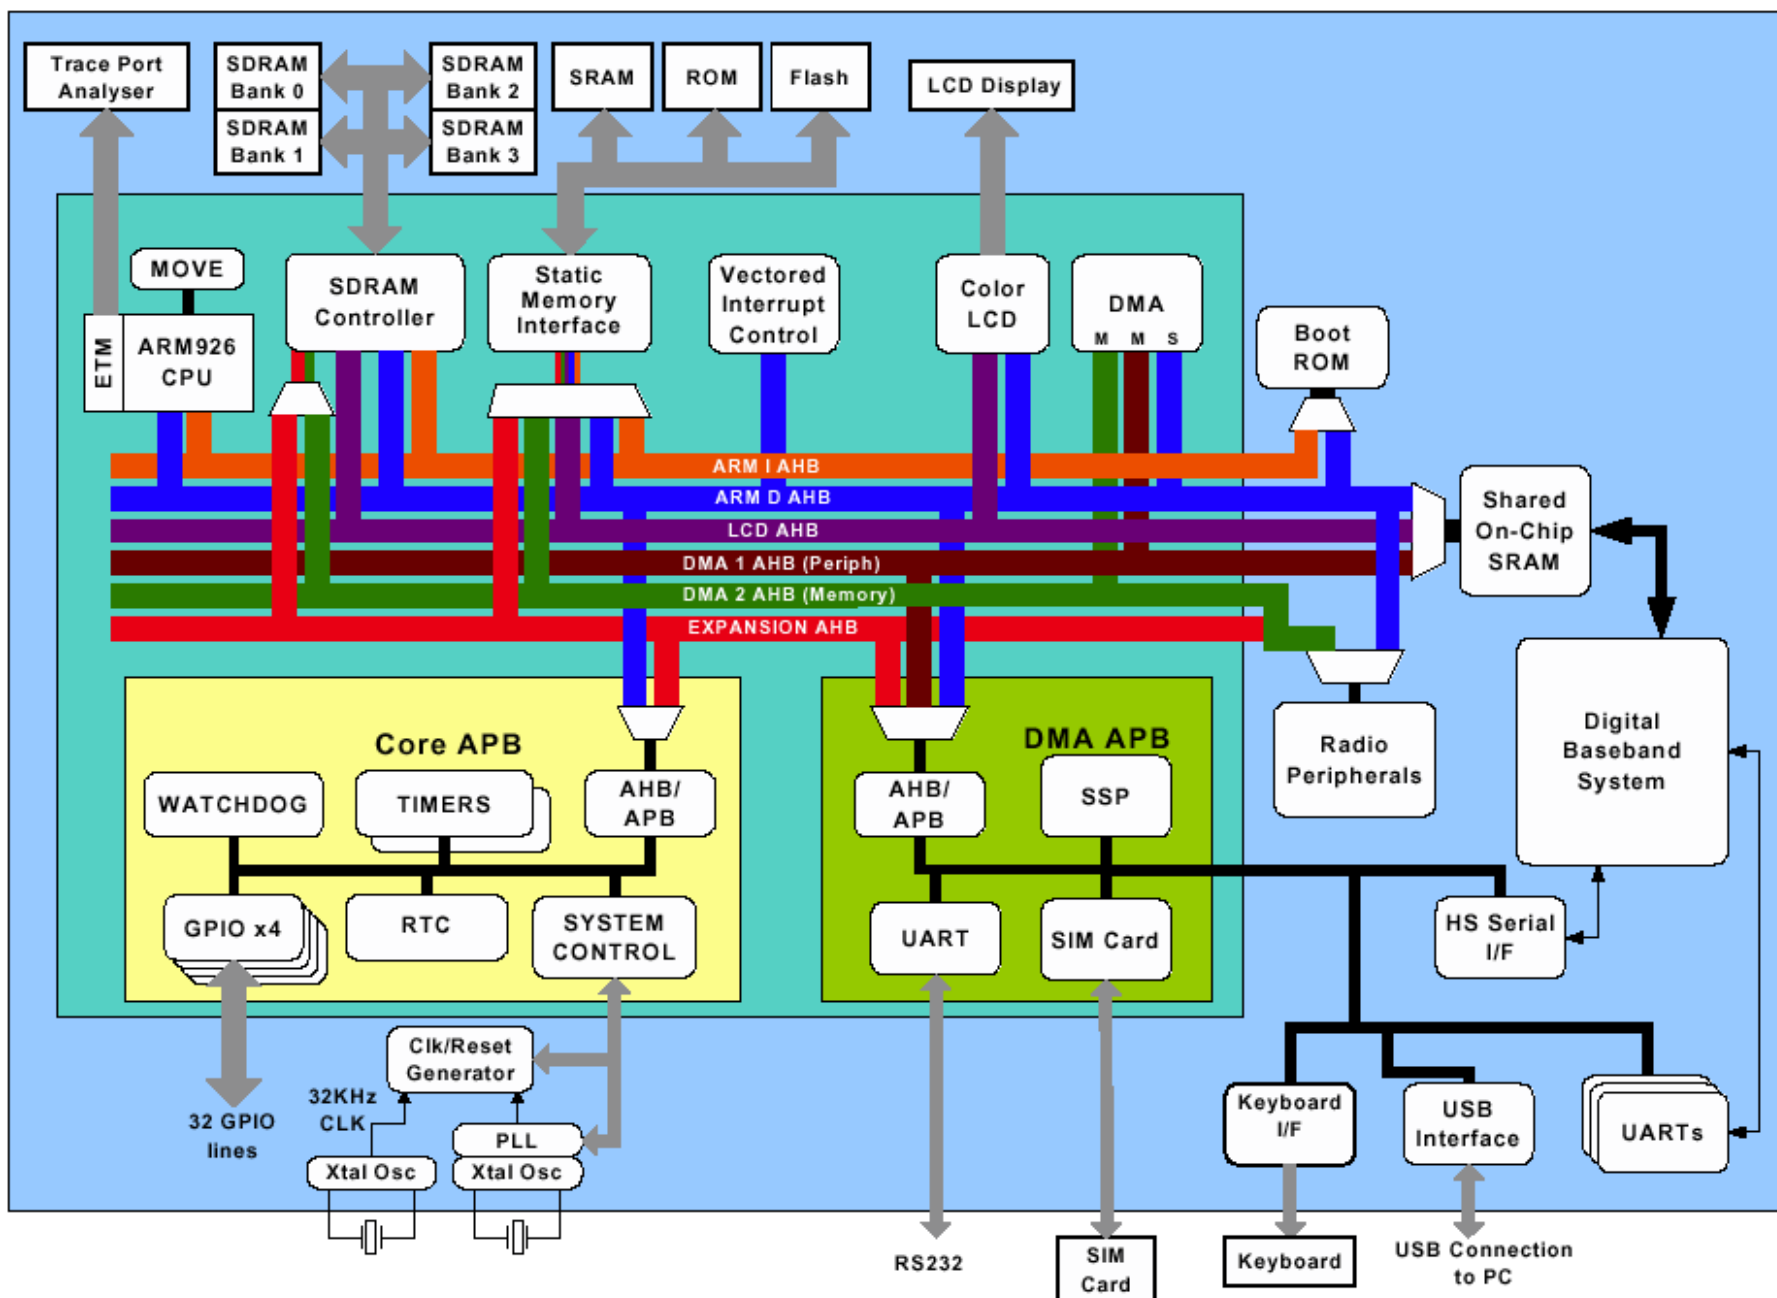 Trace Port
Analyser
SDRAM
Bank 0
SDRAM
Bank 2
SDRAM
Bank 1
SDRAM
Bank 3
SRAM
ROM
Flash
LCD Display
MOVE
ETM
ARM926
CPU
SDRAM
Controller
Static
Memory
Interface
Vectored
Interrupt
Control
Color
LCD
DMA
M M S
Boot
ROM
ARM I AHB
ARM D AHB
LCD AHB
DMA 1 AHB (Periph)
DMA 2 AHB (Memory)
EXPANSION AHB
Shared
On-Chip
SRAM
Digital
Baseband
System
Radio
Peripherals
Core APB
WATCHDOG
TIMERS
AHB/
APB
GPIO x4
RTC
SYSTEM
CONTROL
DMA APB
AHB/
APB
SSP
UART
SIM Card
HS Serial
I/F
Clk/Reset
Generator
32KHz
CLK
32 GPIO
lines
PLL
Xtal Osc
Xtal Osc
Keyboard
I/F
USB
Interface
UARTs
RS232
SIM
Card
Keyboard
USB Connection
to PC